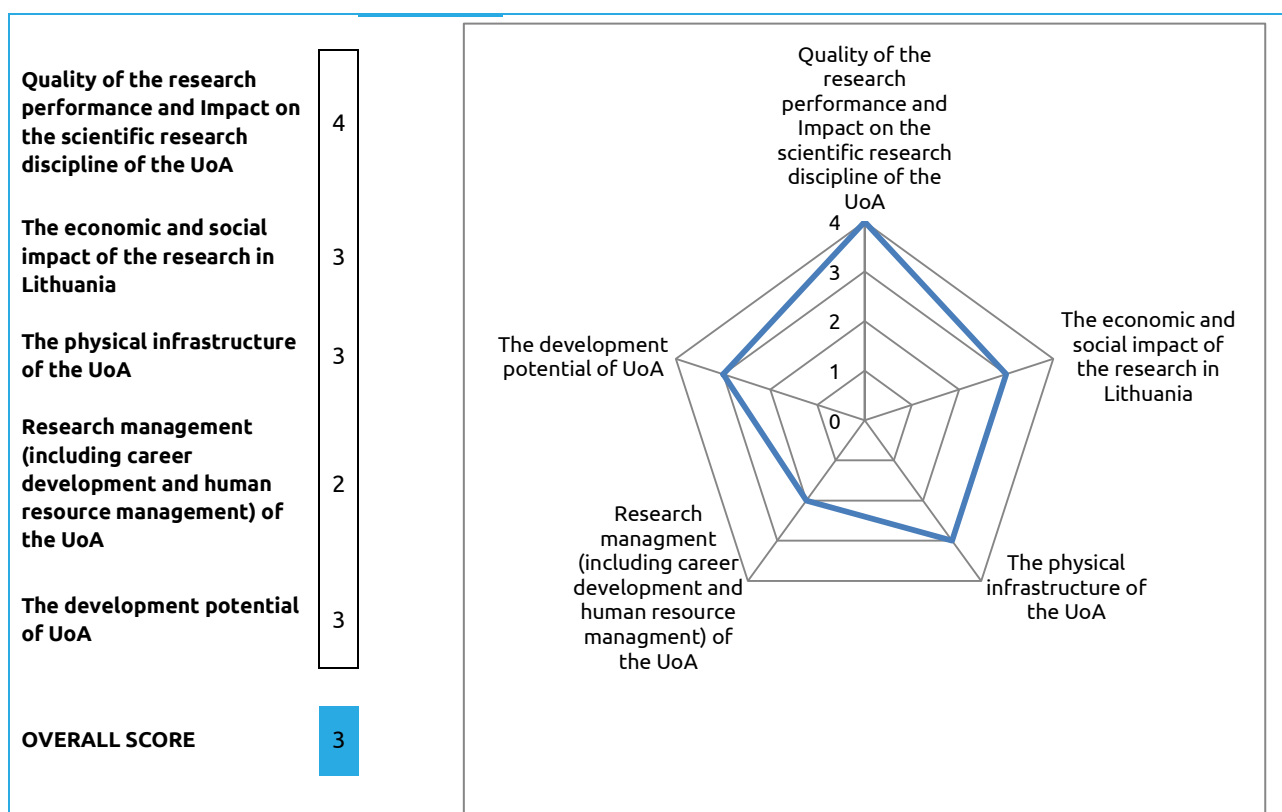 Quality of the research
performance and Impact on
the scientific research
discipline of the UoA
4
The economic and social
impact of the research in
Lithuania
3
The physical infrastructure
of the UoA
3
Research management
(including career
development and human
resource management) of
the UoA
2
The development potential
of UoA
3
OVERALL SCORE
3
Quality of the
research
performance and
Impact on the
scientific research
discipline of the
UoA
4
3
2
1
0
The economic and
social impact of
the research in
Lithuania
The physical
infrastructure of
the UoA
Research
managment
(including career
development and
human resource
managment) of
the UoA
The development
potential of UoA